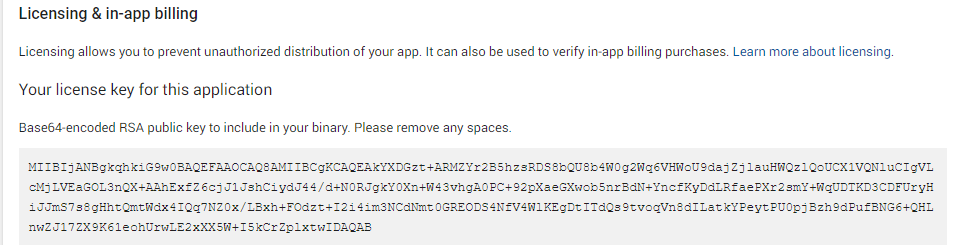 Licensing & in-app billing
Licensing allows you to prevent unauthorized distribution of your app. It can also be used to verify in-app billing purchases. Learn more about licensing.
Your license key for this application
Base64-encoded RSA public key to include in your binary. Please remove any spaces.
MIIBIjANBgkqhkiG9w0BAQEFAAOCAQ8AMIIBCgKCAQEAkYXDGzt+ARMZYr2B5hzsRDS8bQU8b4W0g2Wq6VHWoU9dajZjlauHWQzlQoUCX1VQNluCIgVL
cMjLVEaGOL3nQX+AAhExfZ6cjJlJshCiydJ44/d+N0RJgkY0Xn+W43vhgA0PC+92pXaeGXwob5nrBdN+YncfKyDdLRfaePXr2smY+WqUDTKD3CDFUryH
iJJmS7s8gHhtQmtWdx4IQq7NZ0x/LBxh+FOdzt+I2i4im3NCdNmt0GREODS4NfV4WlKEgDtITdQs9tvoqVn8dILatkYPeytPU0pjBzh9dPufBNG6+QHL
nwZJ17ZX9K61eohUrwLE2xXX5W+I5kCrZplxtwIDAQAB